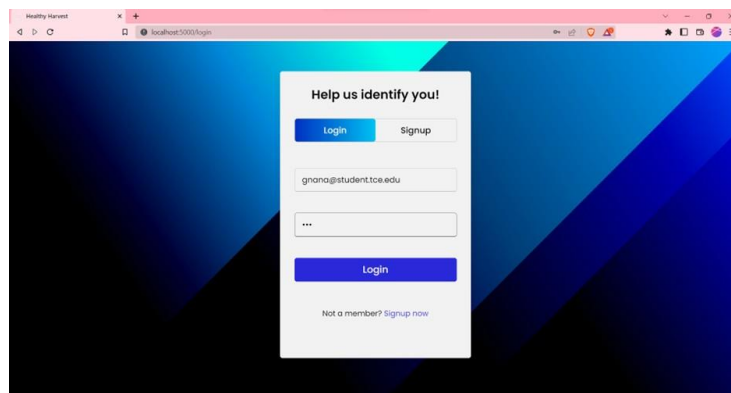 Healthy Harvest
localhost:5000/login
Help us identify you!
Login Signup
gnana@student.tce.edu
•••
Login
Not a member? Signup now